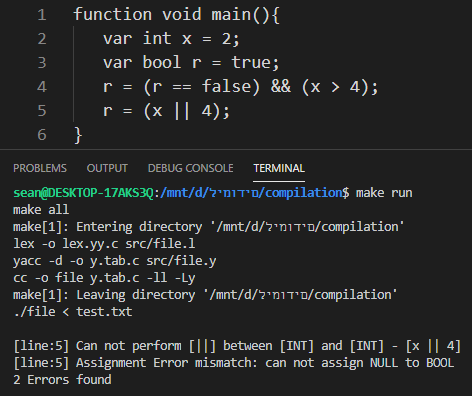 1 function void main(){
2 var int x = 2;
3 var bool r = true;
4 r = (r == false) && (x > 4);
5 r = (x || 4);
6 }
PROBLEMS OUTPUT DEBUG CONSOLE TERMINAL
sean@DESKTOP-17AKS3Q:/mnt/d/לימודים/compilation$ make run
make all
make[1]: Entering directory '/mnt/d/לימודים/compilation'
lex -o lex.yy.c src/file.l
yacc -d -o y.tab.c src/file.y
cc -o file y.tab.c -ll -Ly
make[1]: Leaving directory '/mnt/d/לימודים/compilation'
./file < test.txt
[line:5] Can not perform [||] between [INT] and [INT] - [x || 4]
[line:5] Assignment Error mismatch: can not assign NULL to BOOL
2 Errors found